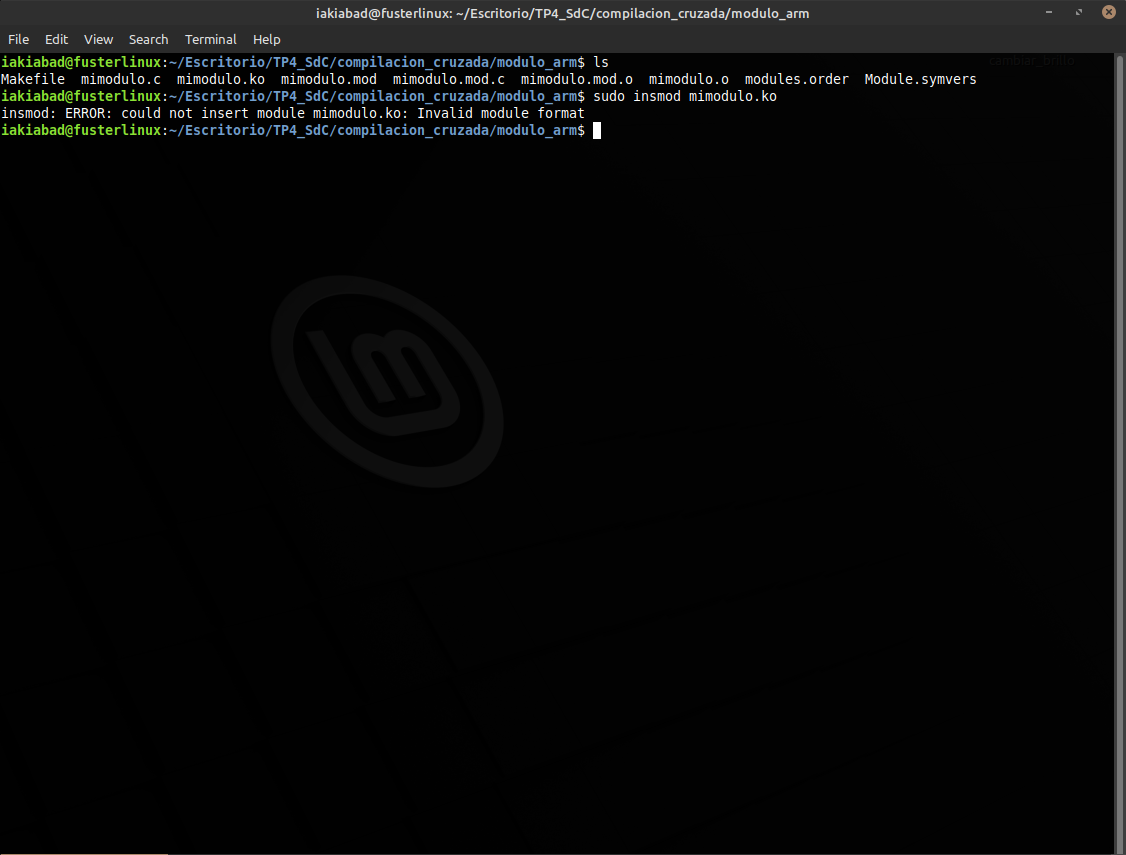 iakiabad@fusterlinux: ~/Escritorio/TP4_SdC/compilacion_cruzada/modulo_arm
File Edit View Search Terminal Help
cambiar_brillo
iakiabad@fusterlinux:~/Escritorio/TP4_SdC/compilacion_cruzada/modulo_arm$ ls
Makefile  mimodulo.c  mimodulo.ko  mimodulo.mod  mimodulo.mod.c  mimodulo.mod.o  mimodulo.o  modules.order  Module.symvers
iakiabad@fusterlinux:~/Escritorio/TP4_SdC/compilacion_cruzada/modulo_arm$ sudo insmod mimodulo.ko
insmod: ERROR: could not insert module mimodulo.ko: Invalid module format
iakiabad@fusterlinux:~/Escritorio/TP4_SdC/compilacion_cruzada/modulo_arm$